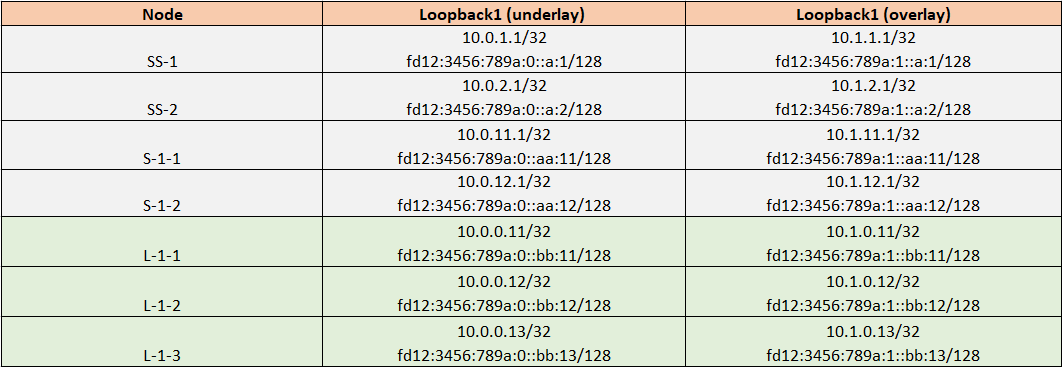 Node Loopback1 (underlay) Loopback1 (overlay)
10.0.1.1/32 10.1.1.1/32
SS-1 fd12:3456:789a:0::a:1/128 fd12:3456:789a:1::a:1/128
10.0.2.1/32 10.1.2.1/32
SS-2 fd12:3456:789a:0::a:2/128 fd12:3456:789a:1::a:2/128
10.0.11.1/32 10.1.11.1/32
S-1-1 fd12:3456:789a:0::aa:11/128 fd12:3456:789a:1::aa:11/128
10.0.12.1/32 10.1.12.1/32
S-1-2 fd12:3456:789a:0::aa:12/128 fd12:3456:789a:1::aa:12/128
10.0.0.11/32 10.1.0.11/32
L-1-1 fd12:3456:789a:0::bb:11/128 fd12:3456:789a:1::bb:11/128
10.0.0.12/32 10.1.0.12/32
L-1-2 fd12:3456:789a:0::bb:12/128 fd12:3456:789a:1::bb:12/128
10.0.0.13/32 10.1.0.13/32
L-1-3 fd12:3456:789a:0::bb:13/128 fd12:3456:789a:1::bb:13/128